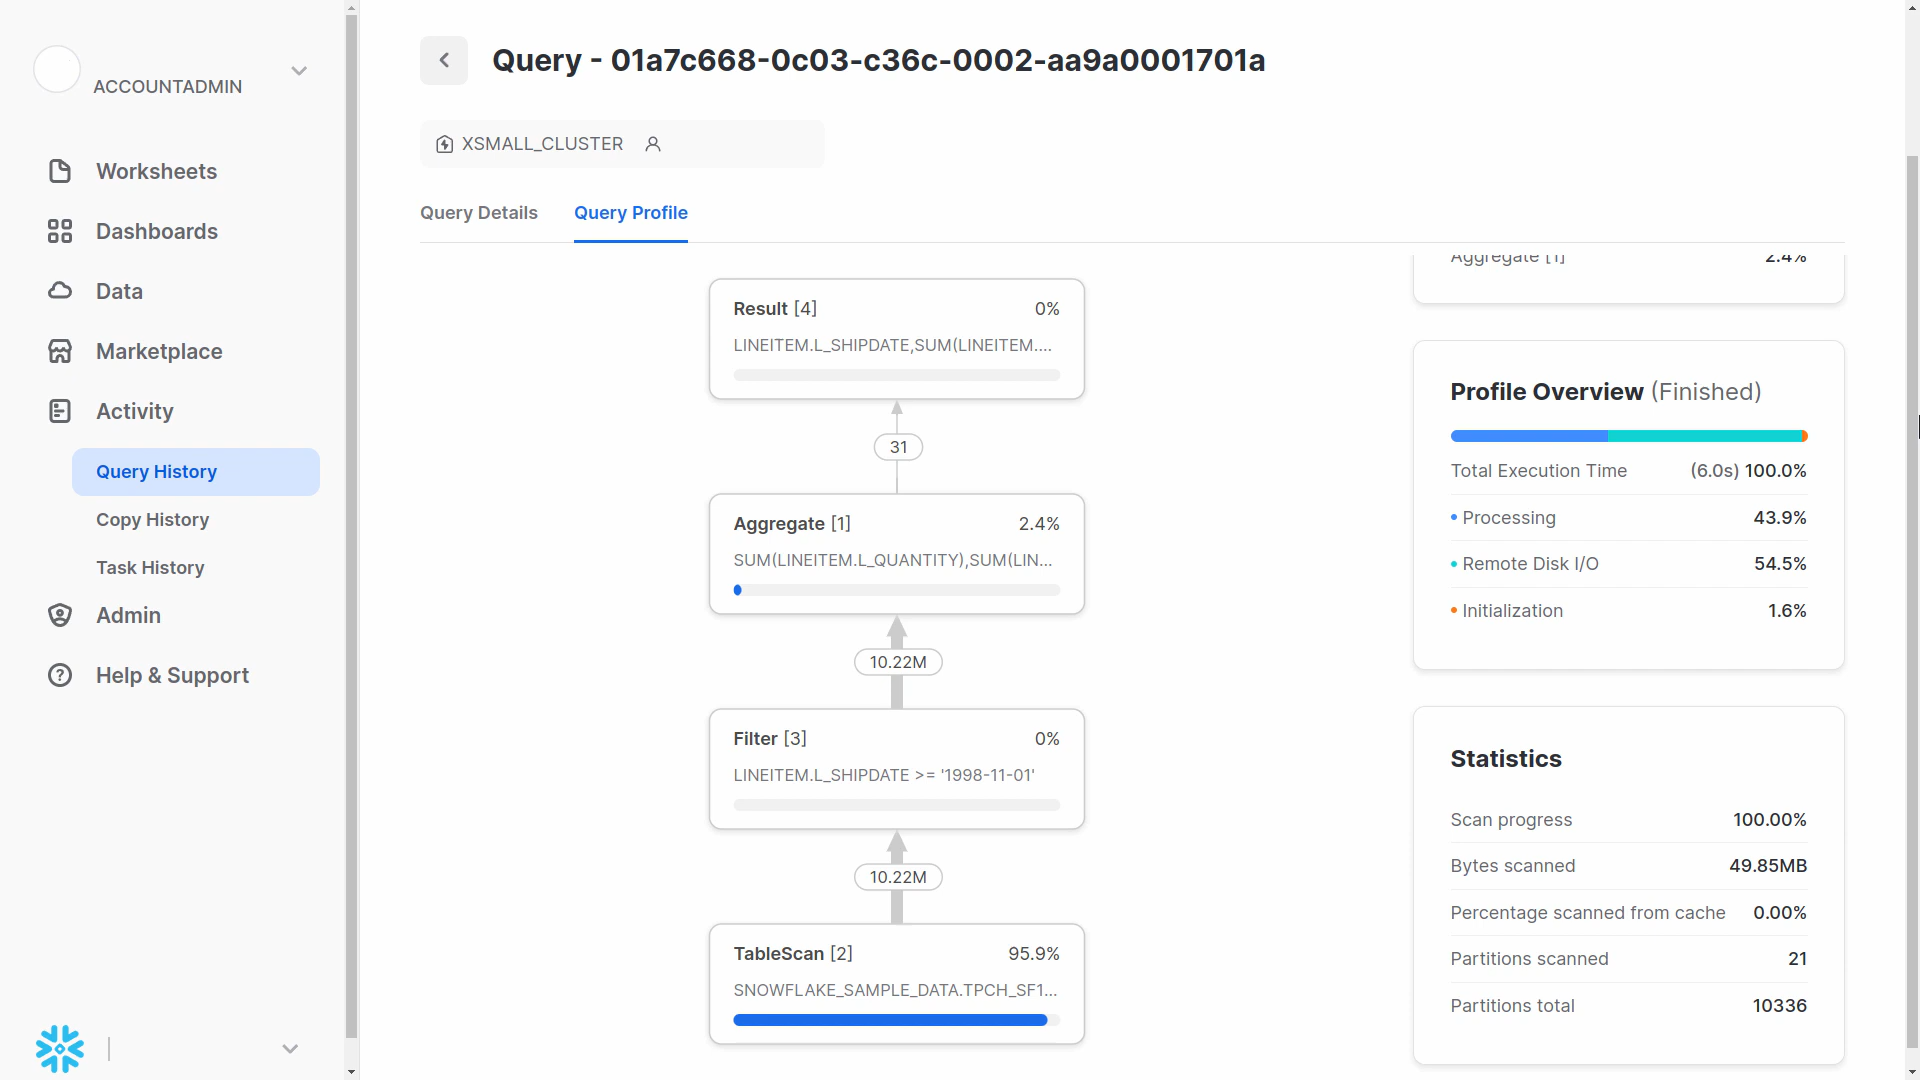 ACCOUNTADMIN
Worksheets
Dashboards
Data
Marketplace
Activity
Query History
Copy History
Task History
Admin
Help & Support
Query - 01a7c668-0c03-c36c-0002-aa9a0001701a
XSMALL_CLUSTER
Query Details Query Profile
Result [4] 0%
LINEITEM.L_SHIPDATE,SUM(LINEITEM....
31
Aggregate [1] 2.4%
SUM(LINEITEM.L_QUANTITY),SUM(LIN...
10.22M
Filter [3] 0%
LINEITEM.L_SHIPDATE >= '1998-11-01'
10.22M
TableScan [2] 95.9%
SNOWFLAKE_SAMPLE_DATA.TPCH_SF1...
Aggregate [1] 2.4%
Profile Overview (Finished)
Total Execution Time (6.0s) 100.0%
Processing 43.9%
Remote Disk I/O 54.5%
Initialization 1.6%
Statistics
Scan progress 100.00%
Bytes scanned 49.85MB
Percentage scanned from cache 0.00%
Partitions scanned 21
Partitions total 10336